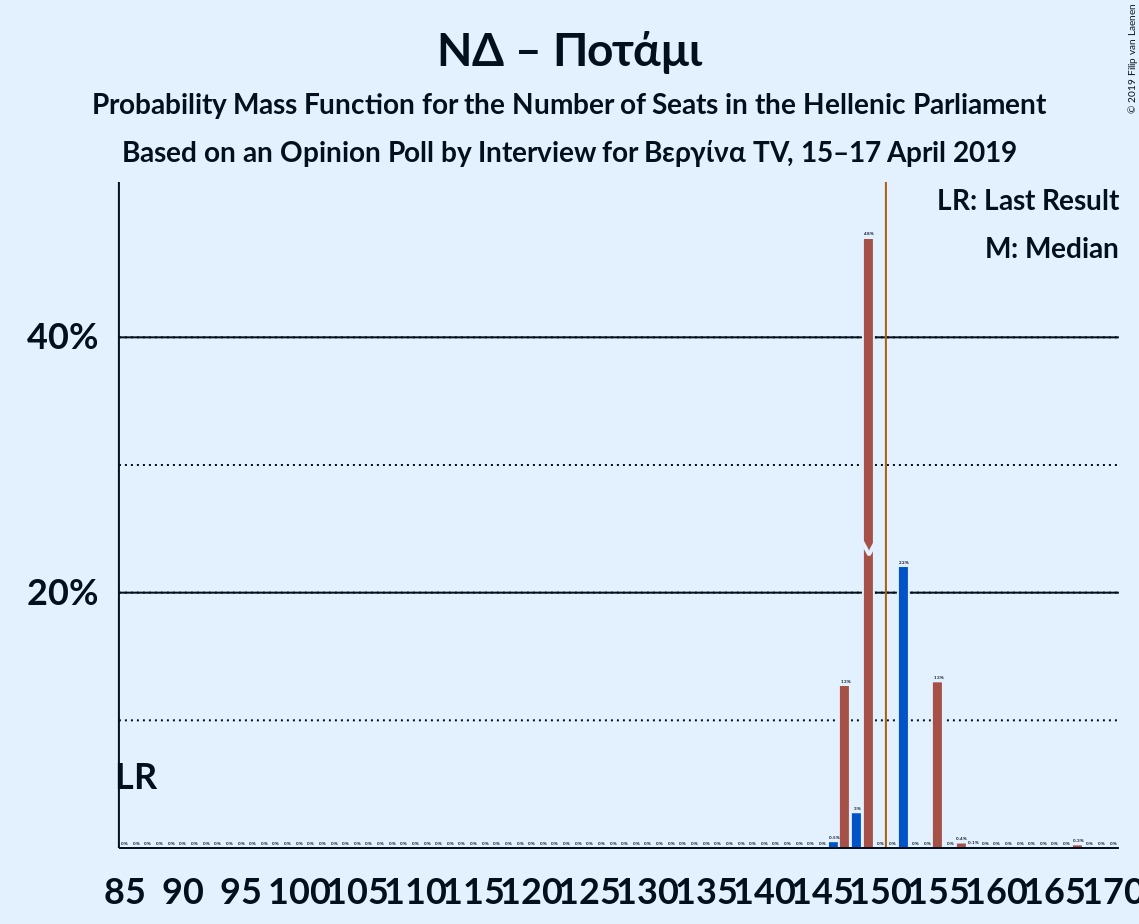 ΝΔ – Ποτάμι
Probability Mass Function for the Number of Seats in the Hellenic Parliament
Based on an Opinion Poll by Interview for Βεργίνα TV, 15–17 April 2019
© 2019 Filip van Laenen
LR: Last Result
M: Median
40%
20%
48%
M
22%
13%
13%
3%
0.5%
0.4%
0.1%
LR
85 90 95 100 105 110 115 120 125 130 135 140 145 150 155 160 165 170